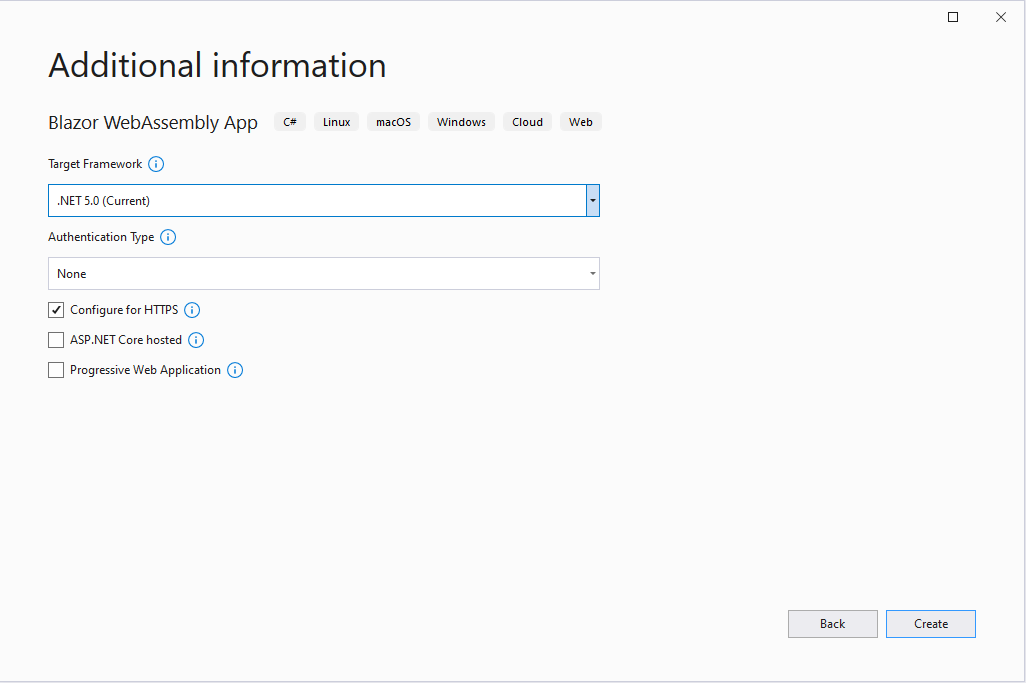 Additional information
Blazor WebAssembly App C# Linux macOS Windows Cloud Web
Target Framework
.NET 5.0 (Current)
Authentication Type
None
Configure for HTTPS
ASP.NET Core hosted
Progressive Web Application
Back Create